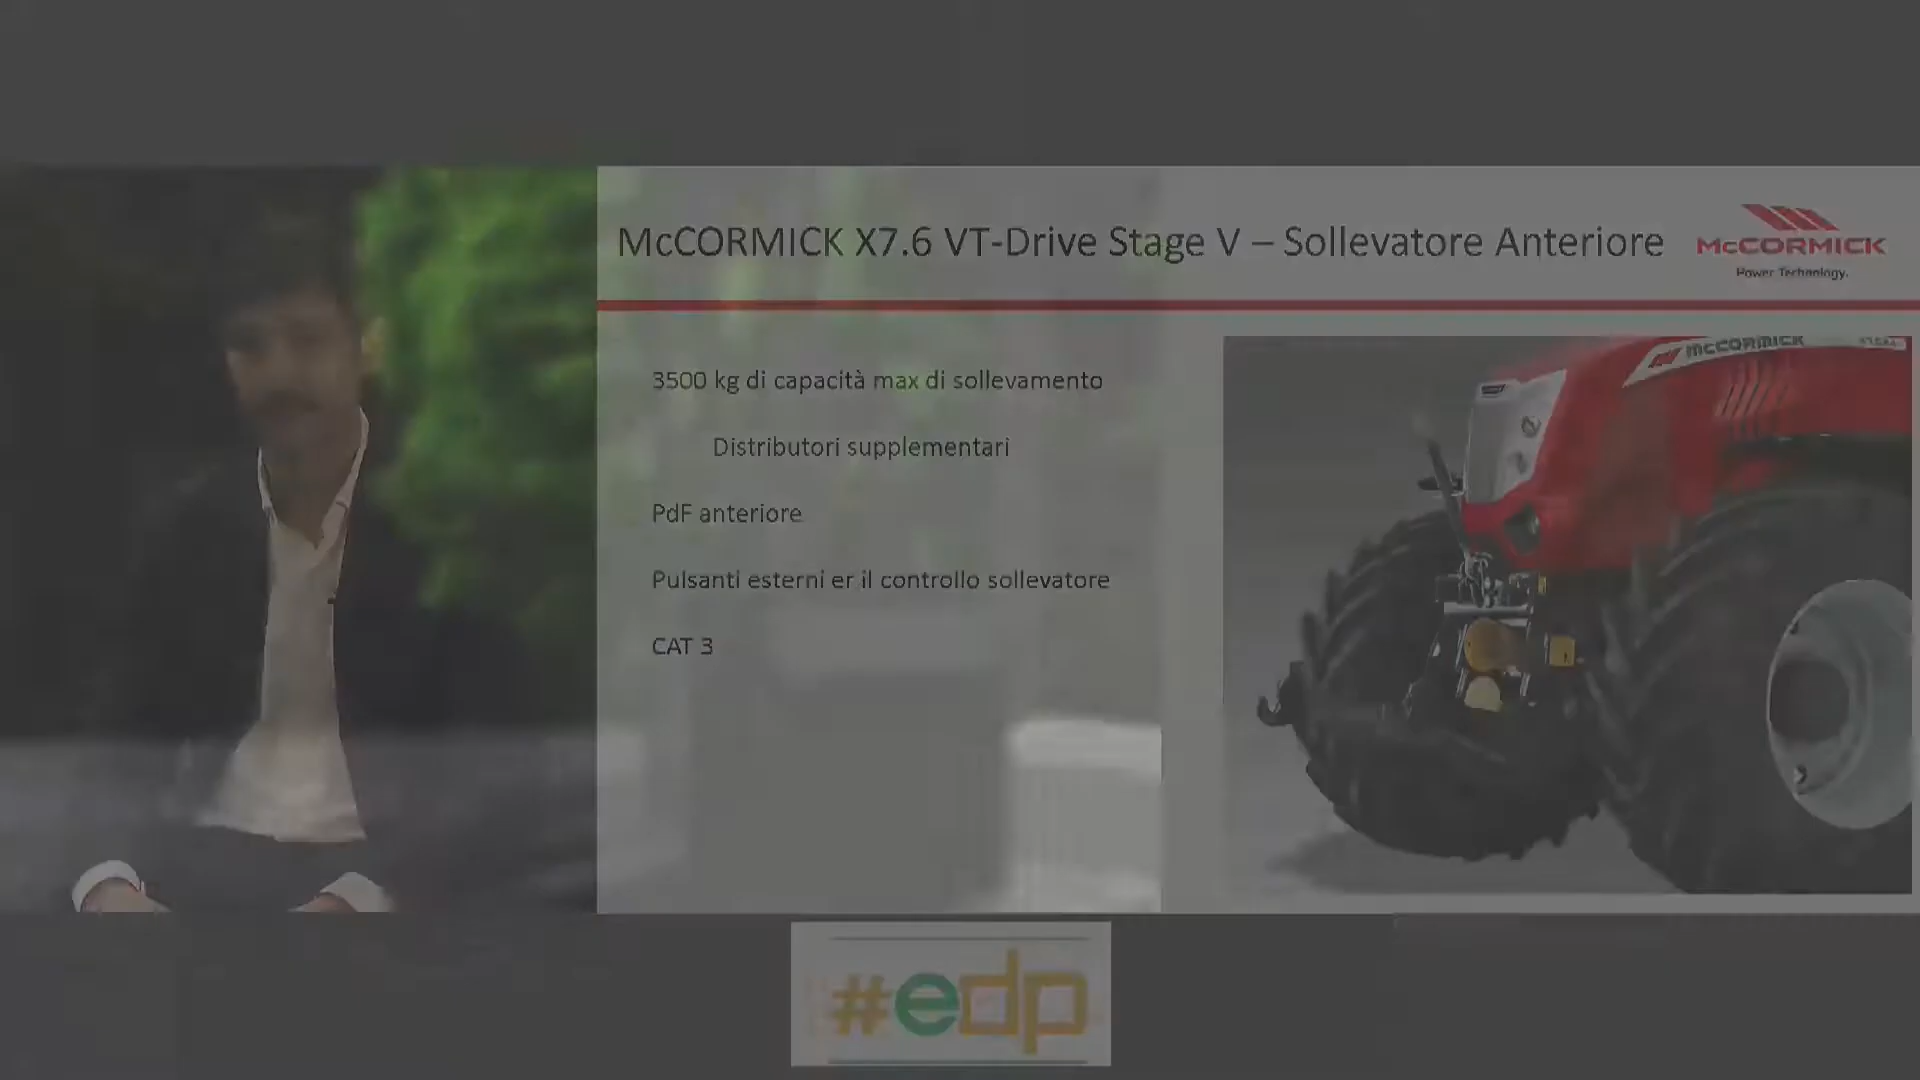 McCORMICK X7.6 VT-Drive Stage V – Sollevatore Anteriore
McCORMICK
Power Technology.
3500 kg di capacità max di sollevamento
Distributori supplementari
PdF anteriore
Pulsanti esterni er il controllo sollevatore
CAT 3
McCORMICK
#edp